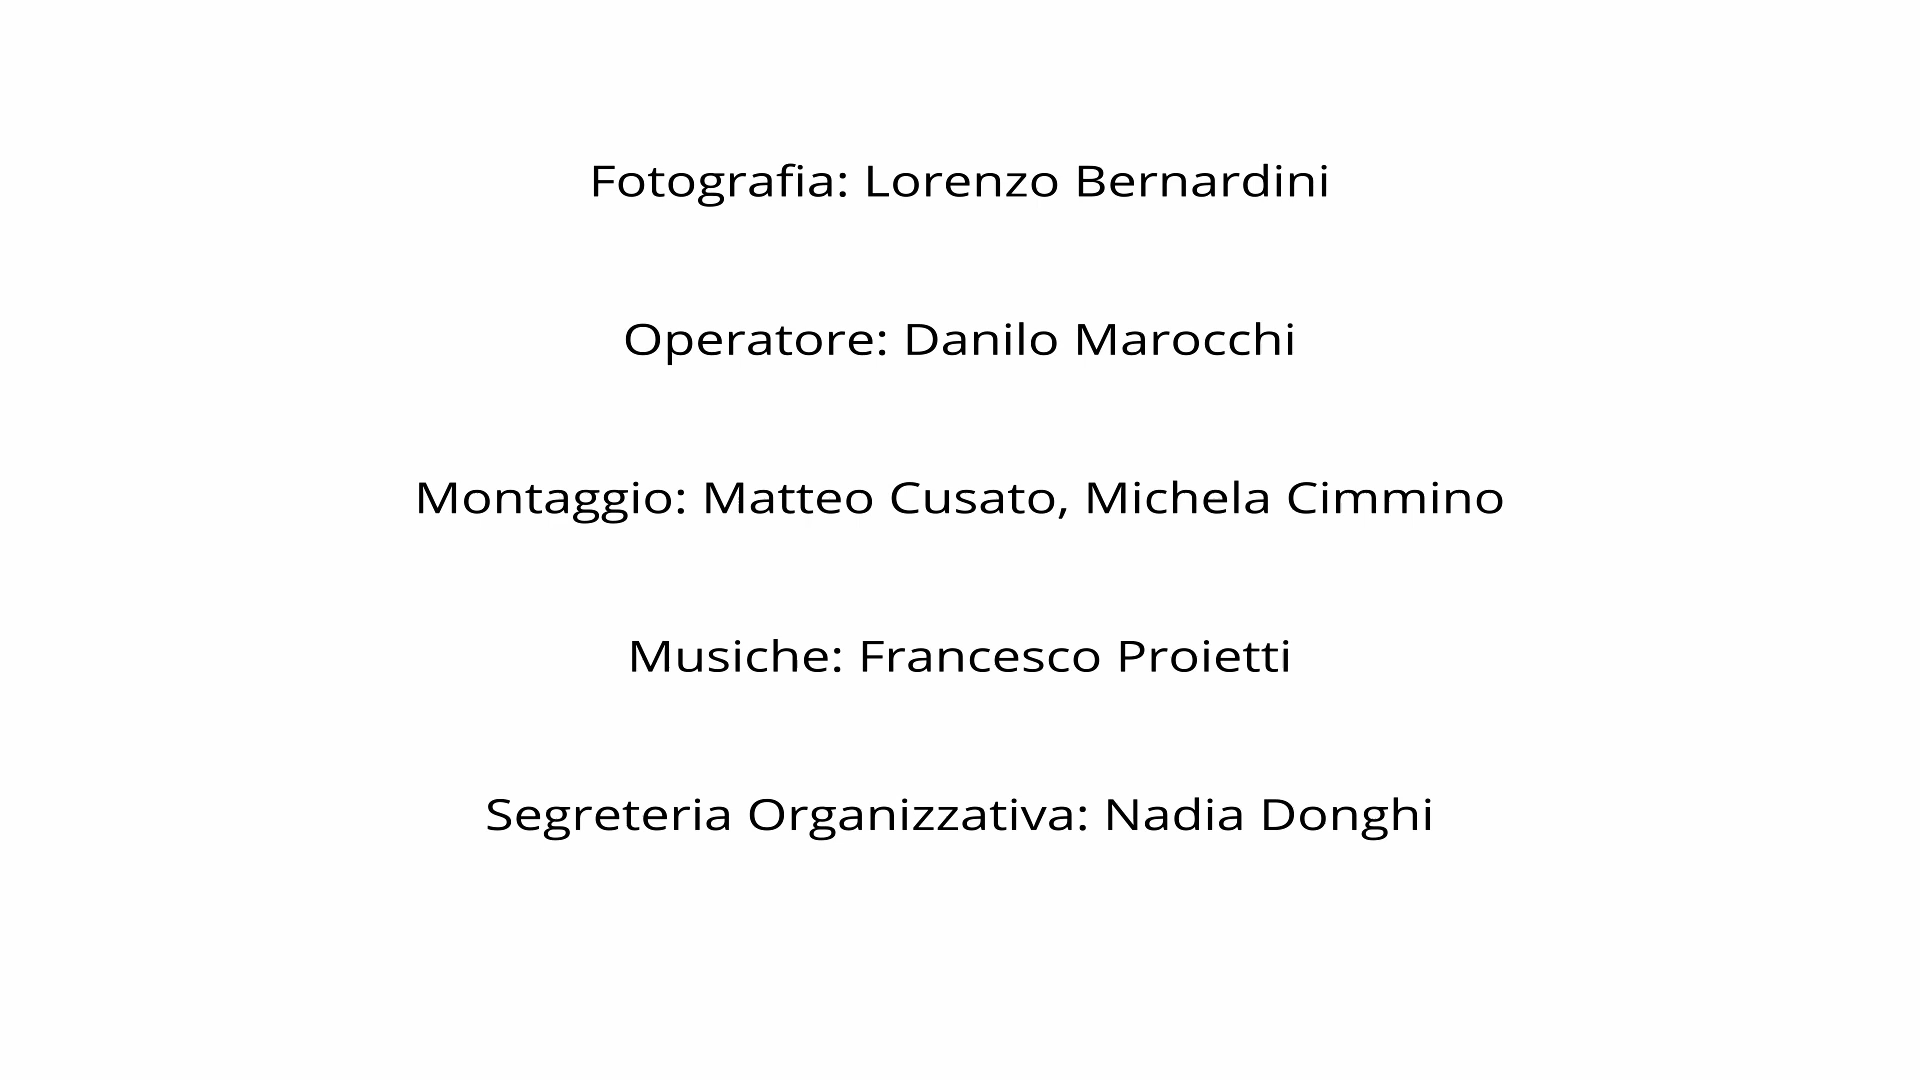 Fotografia: Lorenzo Bernardini
Operatore: Danilo Marocchi
Montaggio: Matteo Cusato, Michela Cimmino
Musiche: Francesco Proietti
Segreteria Organizzativa: Nadia Donghi